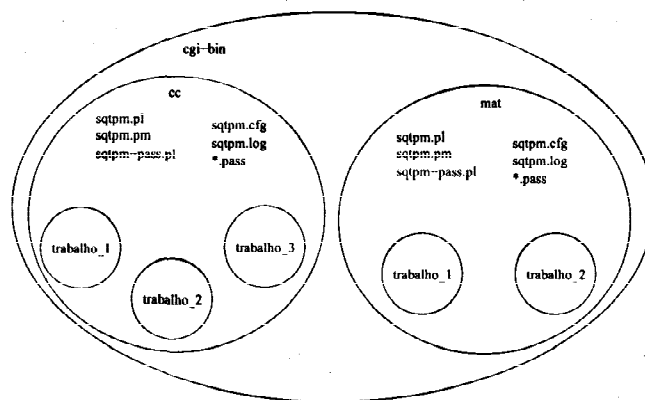 cgi-bin
cc
sqtpm.pl
sqtpm.pm
sqtpm-pass.pl
sqtpm.cfg
sqtpm.log
*.pass
trabalho_1
trabalho_2
trabalho_3
mat
sqtpm.pl
sqtpm.pm
sqtpm-pass.pl
sqtpm.cfg
sqtpm.log
*.pass
trabalho_1
trabalho_2